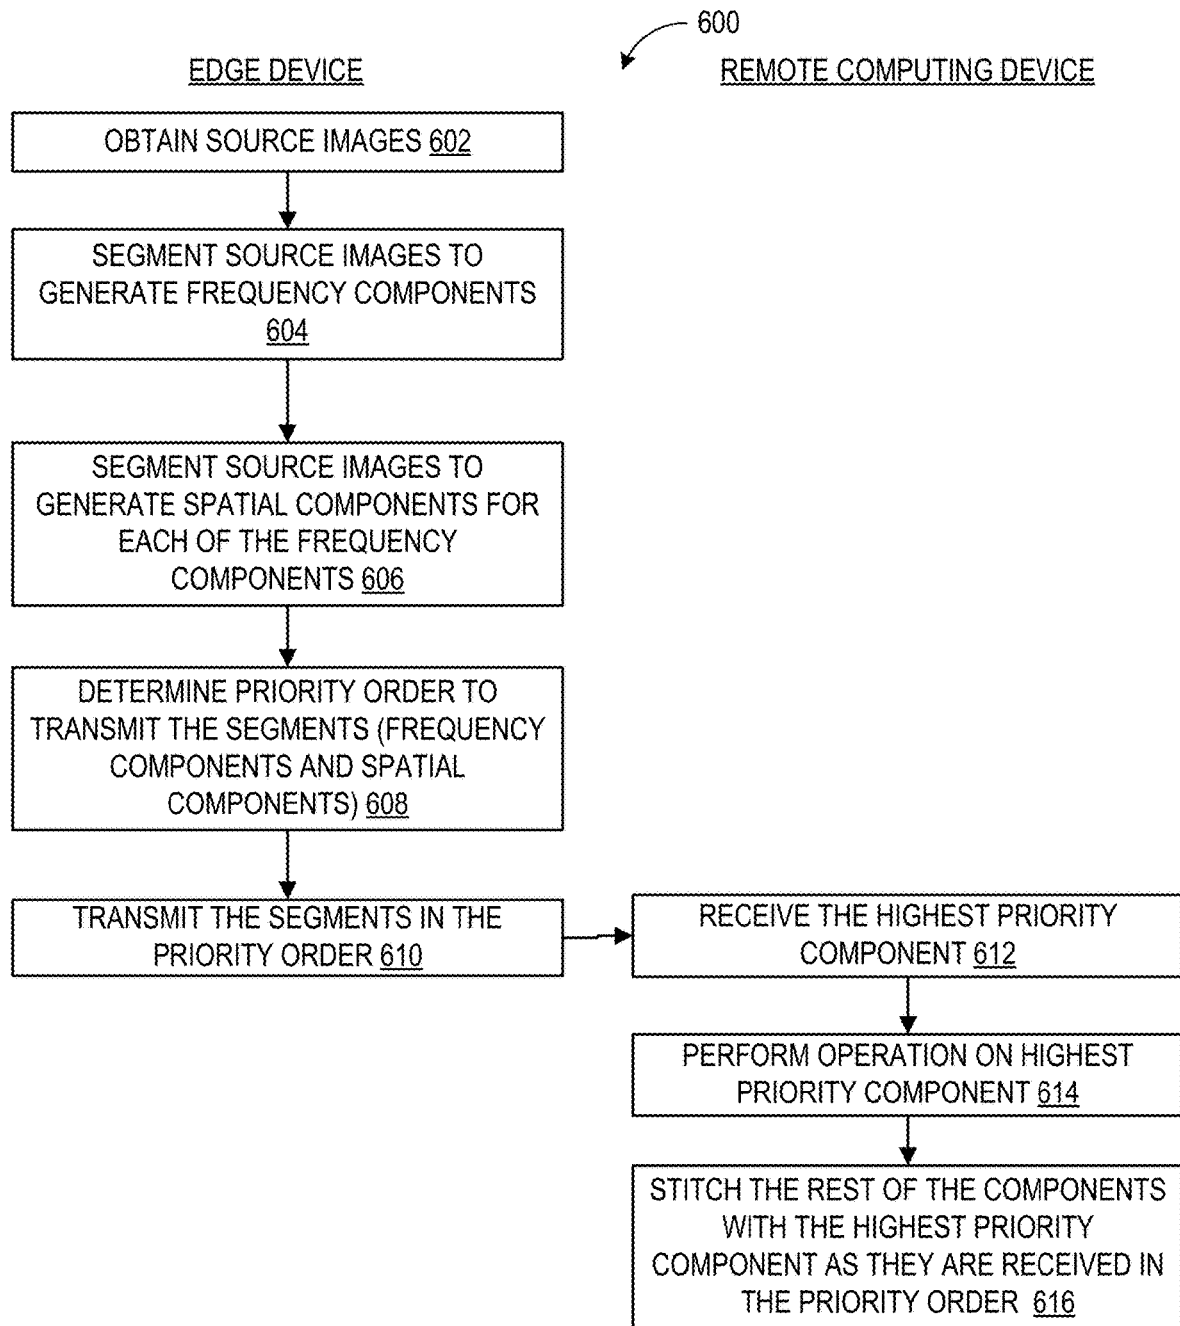 600
EDGE DEVICE
REMOTE COMPUTING DEVICE
OBTAIN SOURCE IMAGES 602
SEGMENT SOURCE IMAGES TO
GENERATE FREQUENCY COMPONENTS
604
SEGMENT SOURCE IMAGES TO
GENERATE SPATIAL COMPONENTS FOR
EACH OF THE FREQUENCY
COMPONENTS 606
DETERMINE PRIORITY ORDER TO
TRANSMIT THE SEGMENTS (FREQUENCY
COMPONENTS AND SPATIAL
COMPONENTS) 608
TRANSMIT THE SEGMENTS IN THE
PRIORITY ORDER 610
RECEIVE THE HIGHEST PRIORITY
COMPONENT 612
PERFORM OPERATION ON HIGHEST
PRIORITY COMPONENT 614
STITCH THE REST OF THE COMPONENTS
WITH THE HIGHEST PRIORITY
COMPONENT AS THEY ARE RECEIVED IN
THE PRIORITY ORDER 616